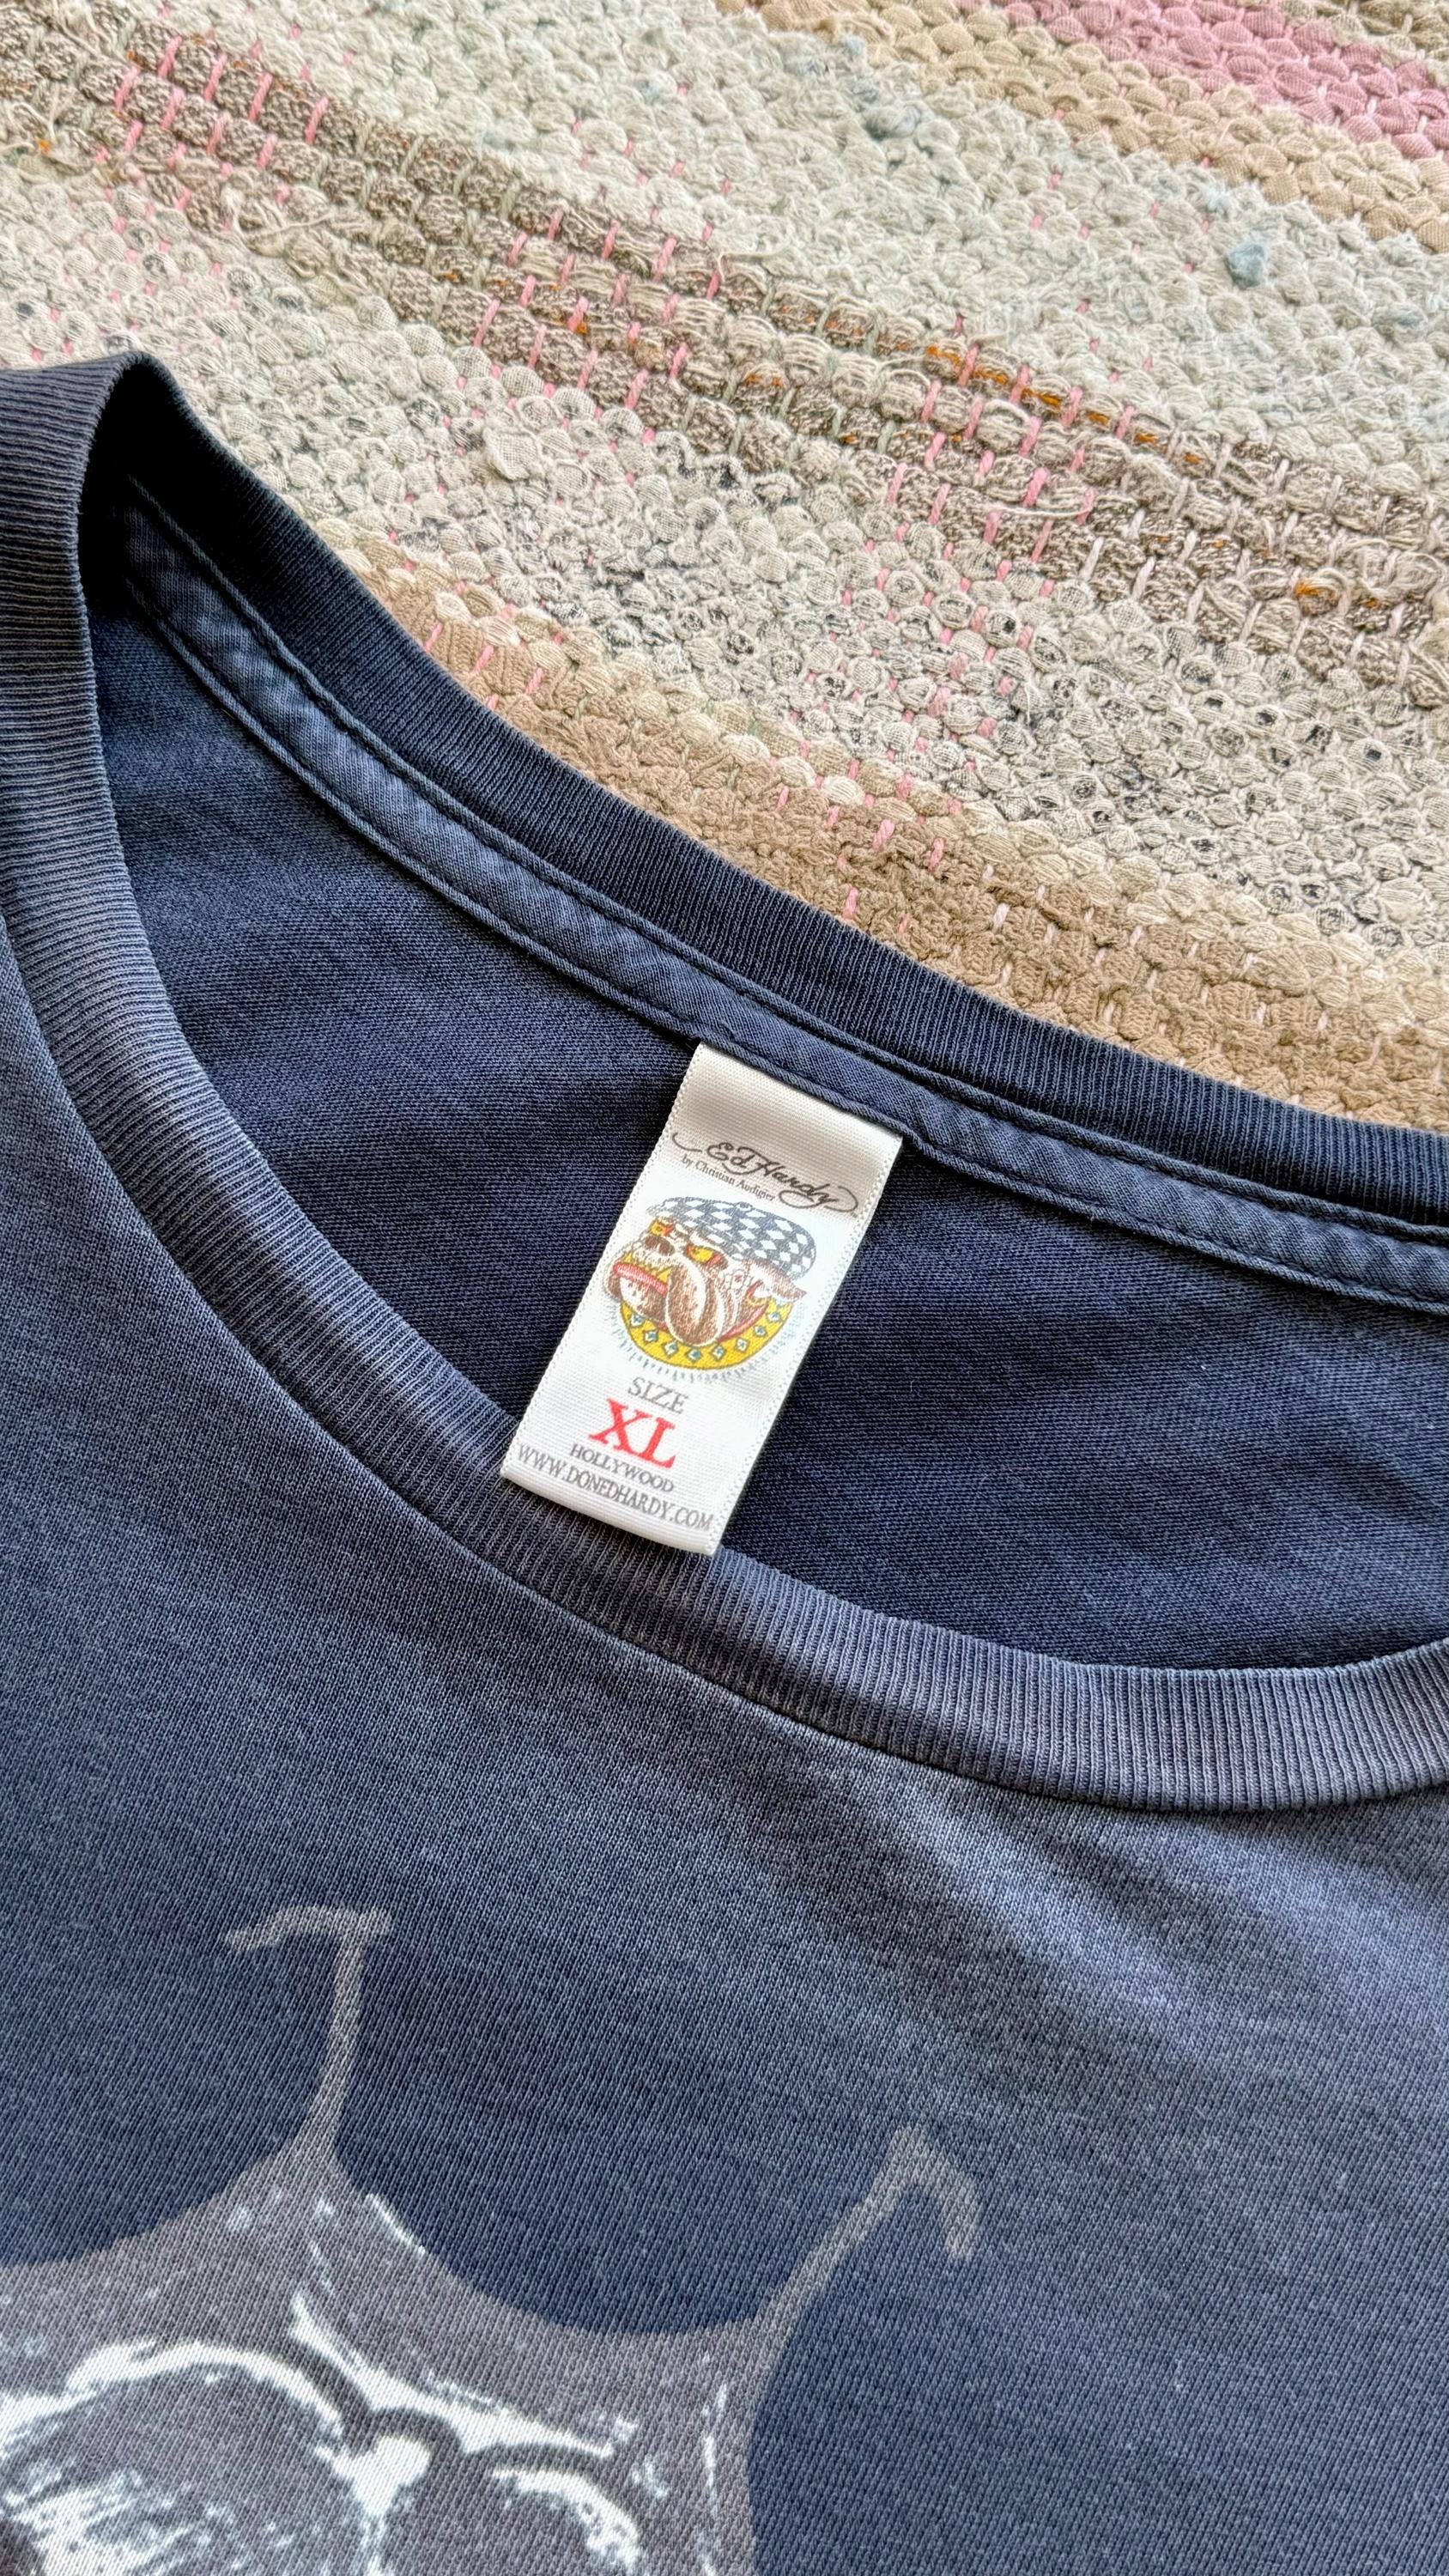 Ed Hardy
by Christian Audigier
SIZE
XL
HOLLYWOOD
WWW.DONEDHARDY.COM